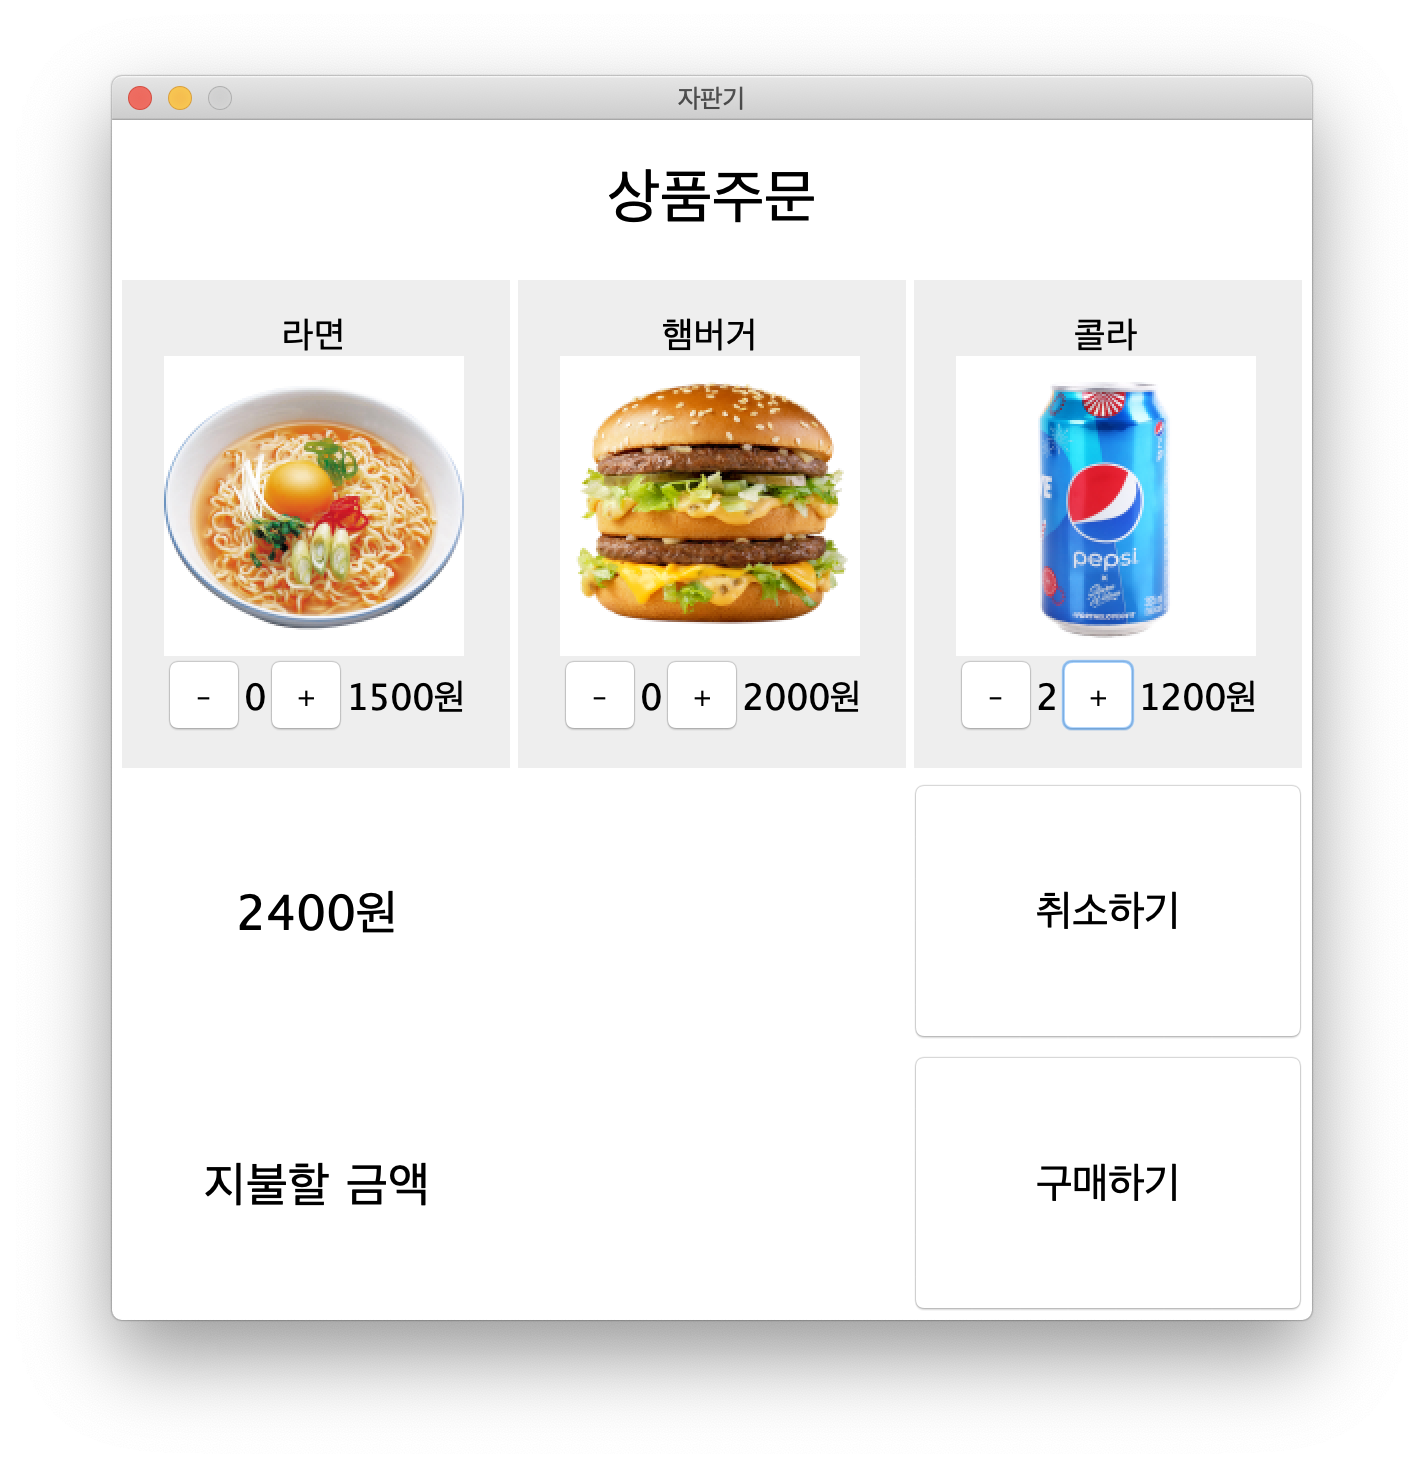 자판기
상품주문
라면
햄버거
콜라
pepsi
- 0 + 1500원
- 0 + 2000원
- 2 + 1200원
2400원
취소하기
지불할 금액
구매하기